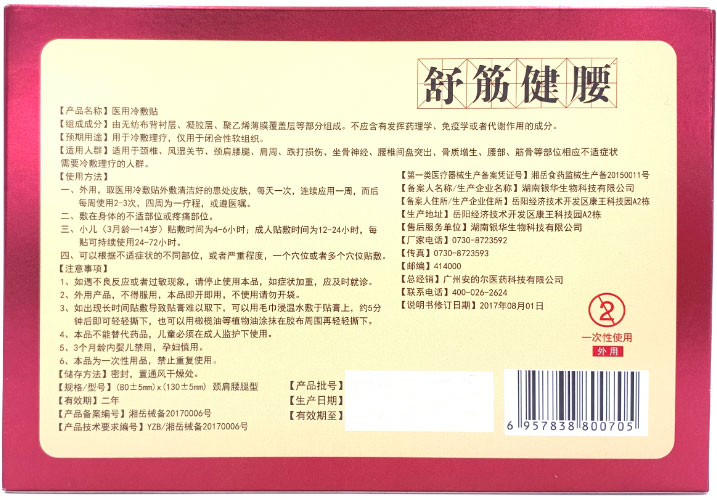 舒筋健腰
【产品名称】医用冷敷贴
【组成成分】由无纺布背衬层、凝胶层、聚乙烯薄膜覆盖层等部分组成。不应含有发挥药理学、免疫学或者代谢作用的成分。
【预期用途】用于冷敷理疗，仅用于闭合性软组织。
【适用人群】适用于颈椎、风湿关节、颈肩腰腿、肩周、跌打损伤、坐骨神经、腰椎间盘突出、骨质增生、腰部、筋骨等部位相应不适症状
需要冷敷理疗的人群。
【使用方法】
一、外用，取医用冷敷贴外敷清洁好的患处皮肤，每天一次，连续应用一周，而后
每周使用2-3次，四周为一疗程，或遵医嘱。
二、敷在身体的不适部位或疼痛部位。
三、小儿（3月龄—14岁）贴敷时间为4-6小时；成人贴敷时间为12-24小时，每
贴可持续使用24-72小时。
四、可以根据不适症状的不同部位，或者严重程度，一个穴位或者多个穴位贴敷。
【注意事项】
1、如遇不良反应或者过敏现象，请停止使用本品，如症状加重，应及时就诊。
2、外用产品，不得服用，本品即开即用，不使用请勿开袋。
3、如出现长时间贴敷导致贴膏难以取下，可以用毛巾浸温水敷于贴膏上，约5分
钟后即可轻轻撕下，也可以用橄榄油等植物油涂抹在胶布周围再轻轻撕下。
4、本品不能替代药品，儿童必须在成人监护下使用。
5、3个月龄内婴儿禁用，孕妇慎用。
6、本品为一次性用品，禁止重复使用。
【储存方法】密封，置通风干燥处。
【规格/型号】（80±5mm）x（130±5mm）颈肩腰腿型
【有效期】二年
【产品备案编号】湘岳械备20170006号
【产品技术要求编号】YZB/湘岳械备20170006号
【第一类医疗器械生产备案凭证号】湘岳食药监械生产备20150011号
【备案人名称/生产企业名称】湖南银华生物科技有限公司
【备案人住所/生产企业住所】岳阳经济技术开发区康王科技园A2栋
【生产地址】岳阳经济技术开发区康王科技园A2栋
【售后服务单位】湖南银华生物科技有限公司
【厂家电话】0730-8723592
【传真】0730-8723593
【邮编】414000
【总经销】广州安的尔医药科技有限公司
【联系电话】400-026-2624
【说明书修订日期】2017年08月01日
2
一次性使用
外用
【产品批号】
【生产日期】
【有效期至】
6 957838 800705